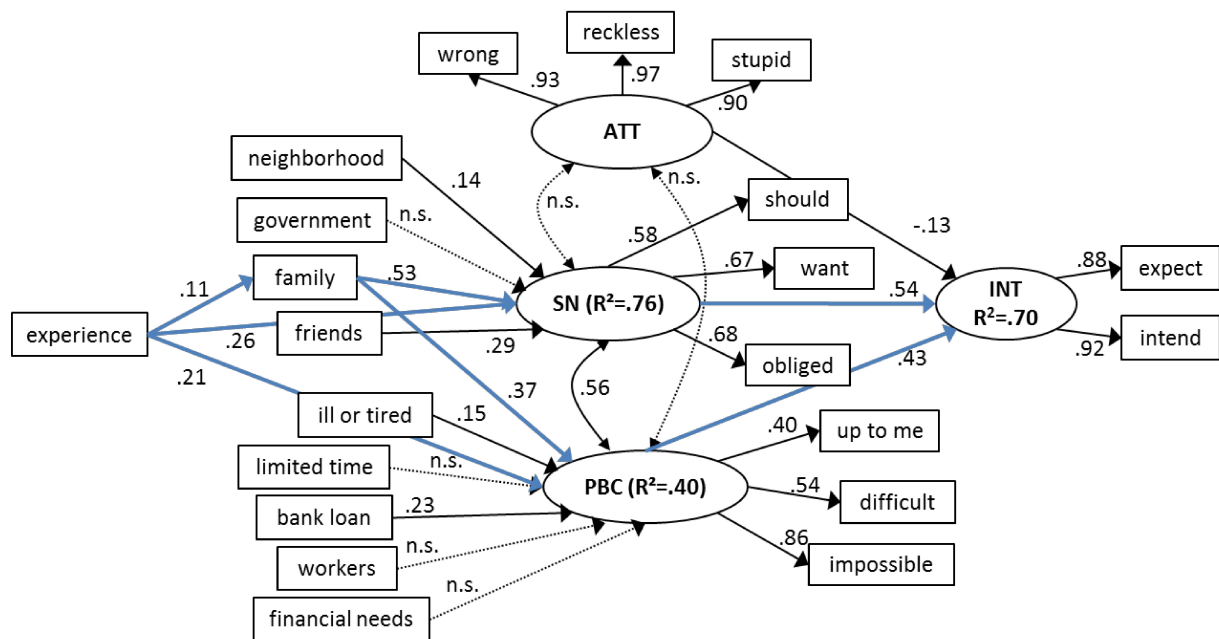 reckless
wrong
stupid
.93
.97
.90
ATT
neighborhood
.14
n.s.
should
government
n.s.
n.s.
.58
-.13
family
.53
.67
want
.88
expect
.11
SN (R²=.76)
.54
INT
R²=.70
experience
.26
friends
.29
.68
intend
.92
.21
obliged
.43
.37
.56
ill or tired
.15
.40
up to me
limited time
n.s.
PBC (R²=.40)
.54
difficult
bank loan
.23
.86
impossible
workers
n.s.
financial needs
n.s.